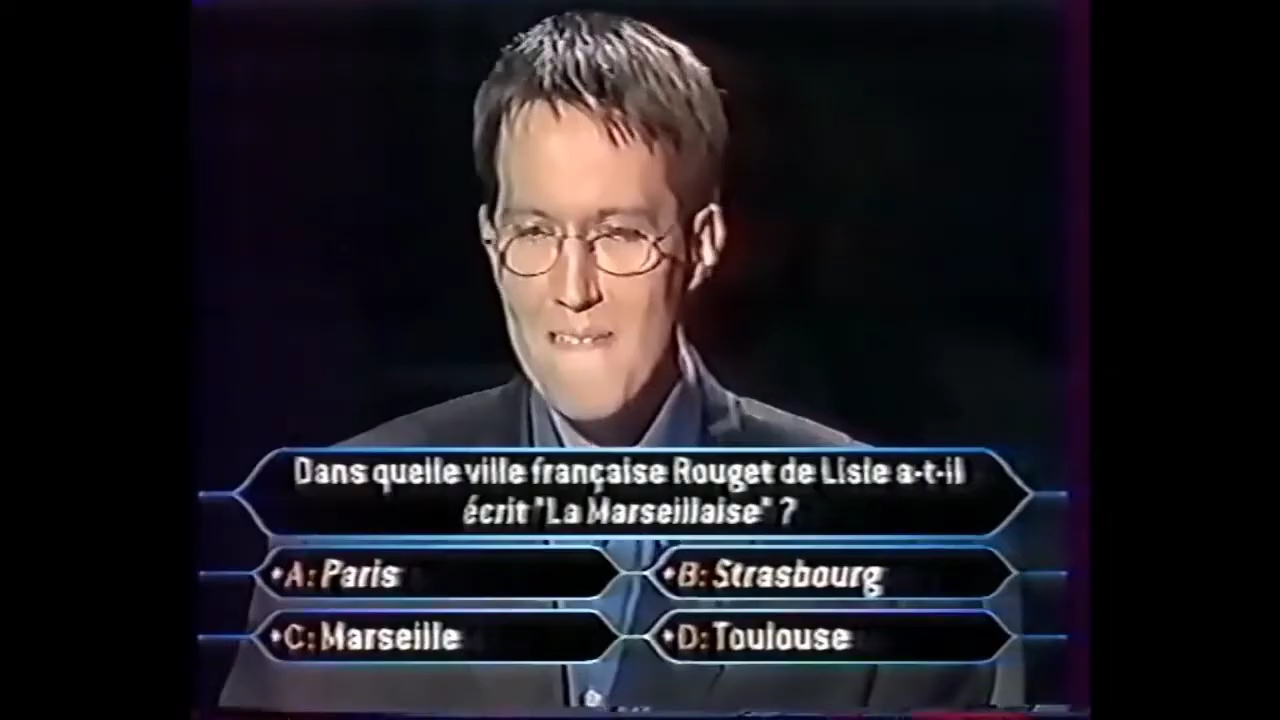 Dans quelle ville française Rouget de Lisle a-t-il
écrit "La Marseillaise" ?
A: Paris
B: Strasbourg
C: Marseille
D: Toulouse